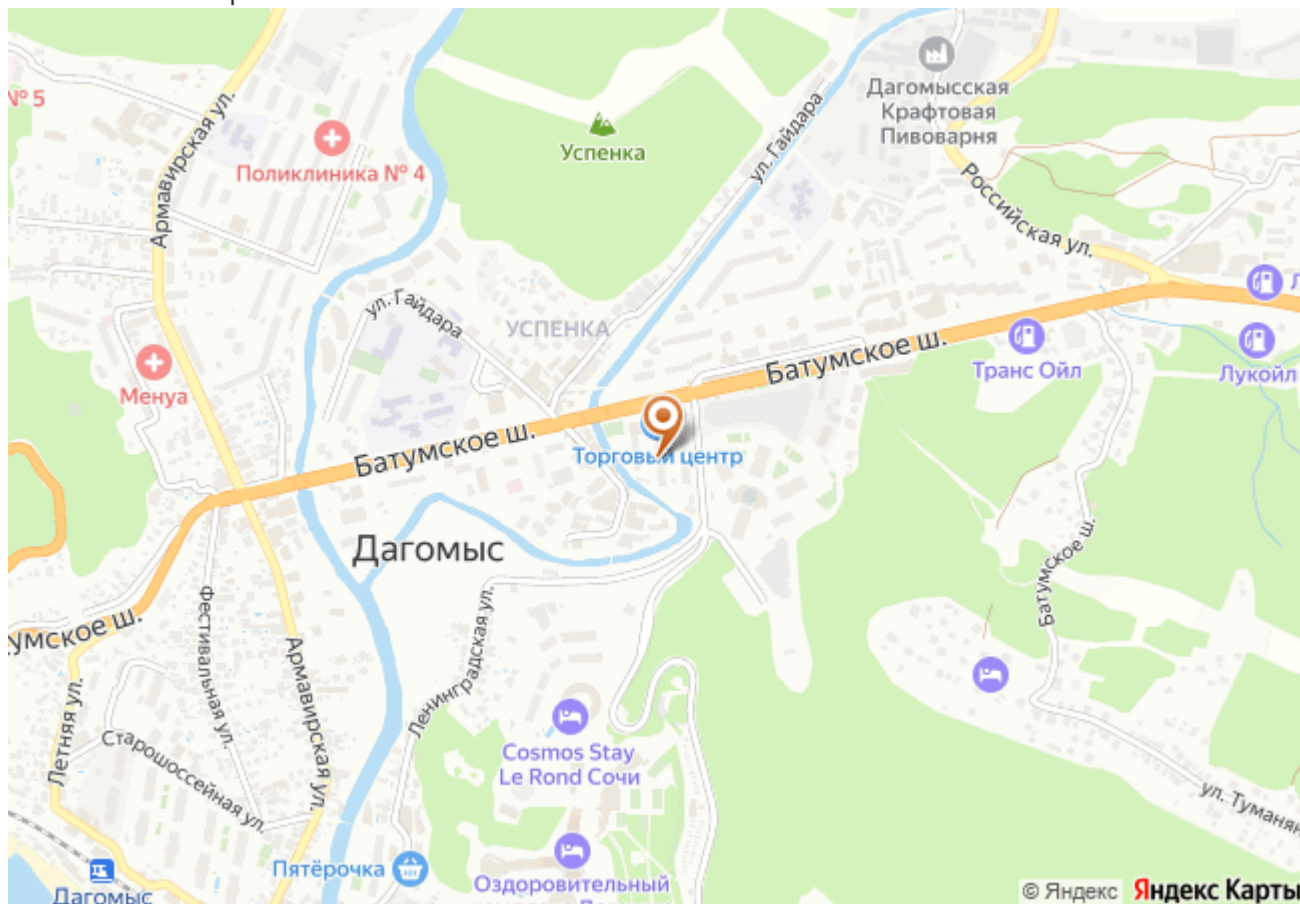 № 5
Армавирская ул.
Поликлиника № 4
Успенка
ул. Гайдара
Дагомысская
Крафтовая
Пивоварня
Российская ул.
ул. Гайдара
УСПЕНКА
Менуа
Батумское ш.
Транс Ойл
Лукойл
Батумское ш.
Торговый центр
Дагомыс
Батумское ш.
умское ш.
Фестивальная ул.
Армавирская ул.
Ленинградская ул.
Летняя ул.
Старошоссейная ул.
Cosmos Stay
Le Rond Сочи
ул. Туманян
Пятёрочка
Оздоровительный
Дагомыс
© Яндекс Яндекс Карты